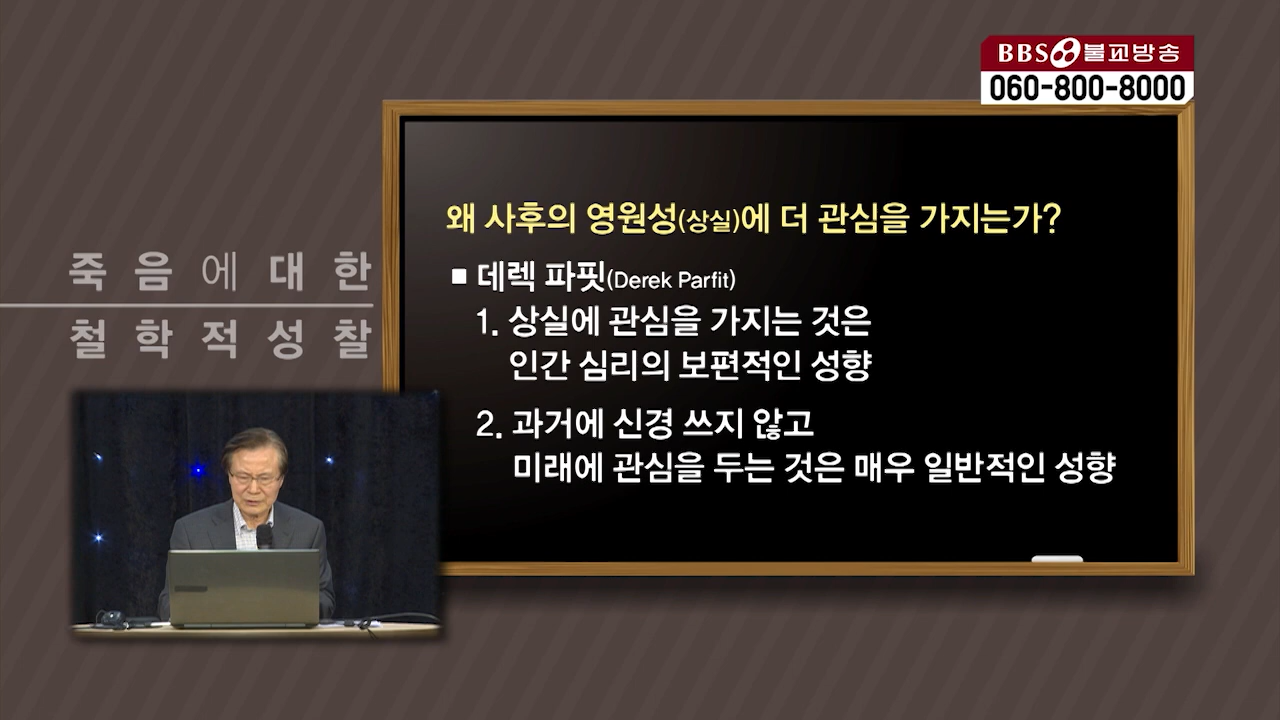 BBS 불교방송
060-800-8000
죽음에대한
철학적성찰
왜 사후의 영원성(상실)에 더 관심을 가지는가?
■ 데렉 파핏(Derek Parfit)
1. 상실에 관심을 가지는 것은
인간 심리의 보편적인 성향
2. 과거에 신경 쓰지 않고
미래에 관심을 두는 것은 매우 일반적인 성향